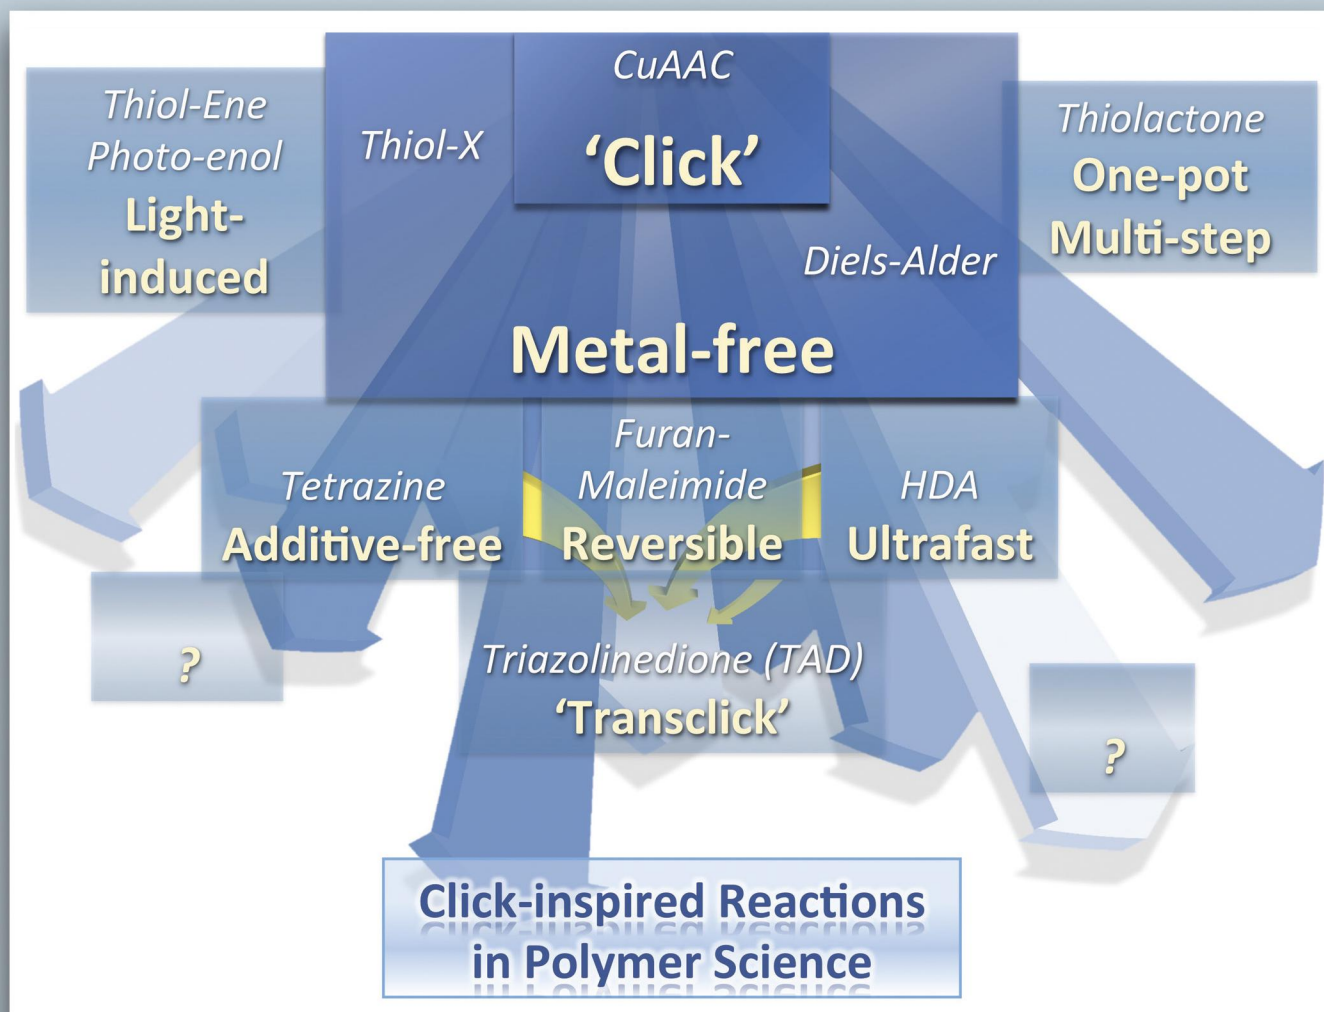 CuAAC
'Click'
Thiol-Ene
Photo-enol
Light-
induced
Thiol-X
Diels-Alder
Metal-free
Thiolactone
One-pot
Multi-step
Tetrazine
Additive-free
Furan-
Maleimide
Reversible
HDA
Ultrafast
?
Triazolinedione (TAD)
'Transclick'
?
Click-inspired Reactions
in Polymer Science